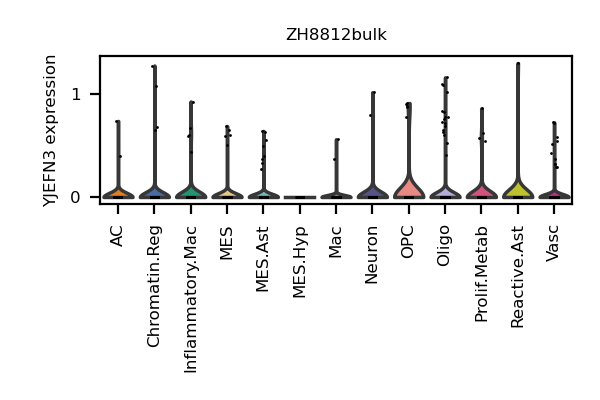 ZH8812bulk
YJEFN3 expression
1
0
AC
Chromatin.Reg
Inflammatory.Mac
MES
MES.Ast
MES.Hyp
Mac
Neuron
OPC
Oligo
Prolif.Metab
Reactive.Ast
Vasc